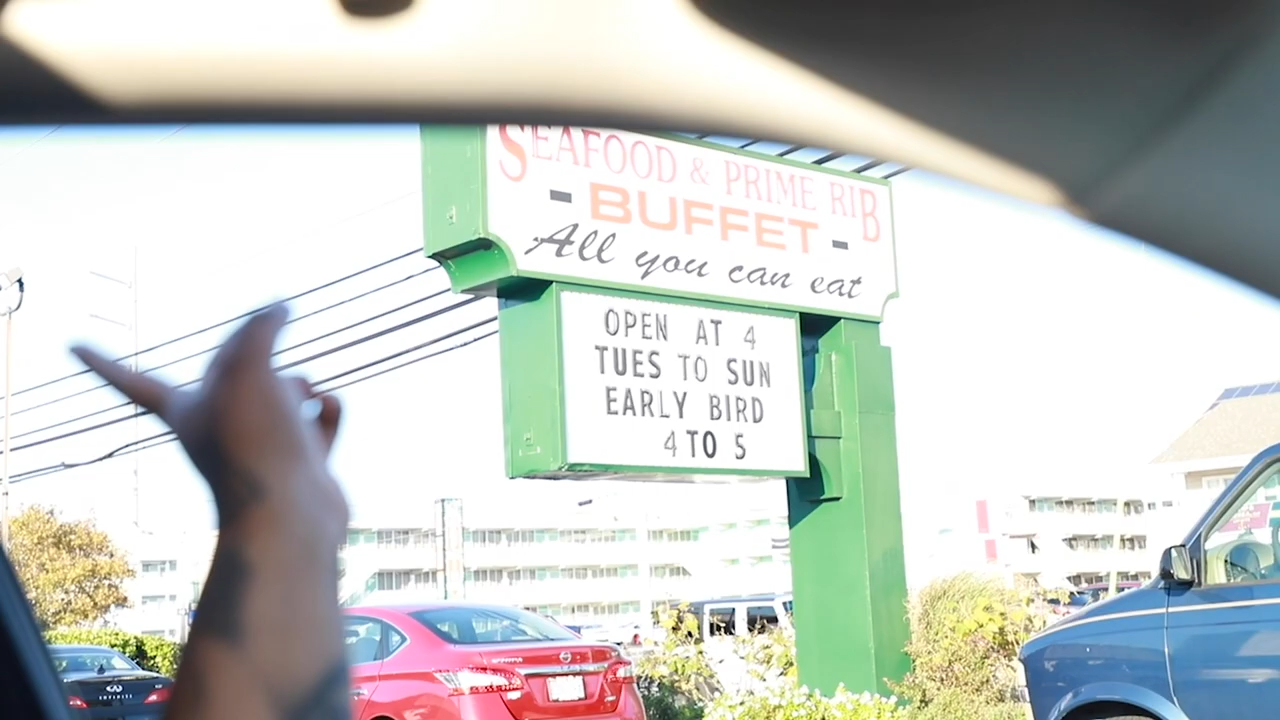 SEAFOOD & PRIME RIB
- BUFFET -
All you can eat
OPEN AT 4
TUES TO SUN
EARLY BIRD
4 TO 5
INFINITI